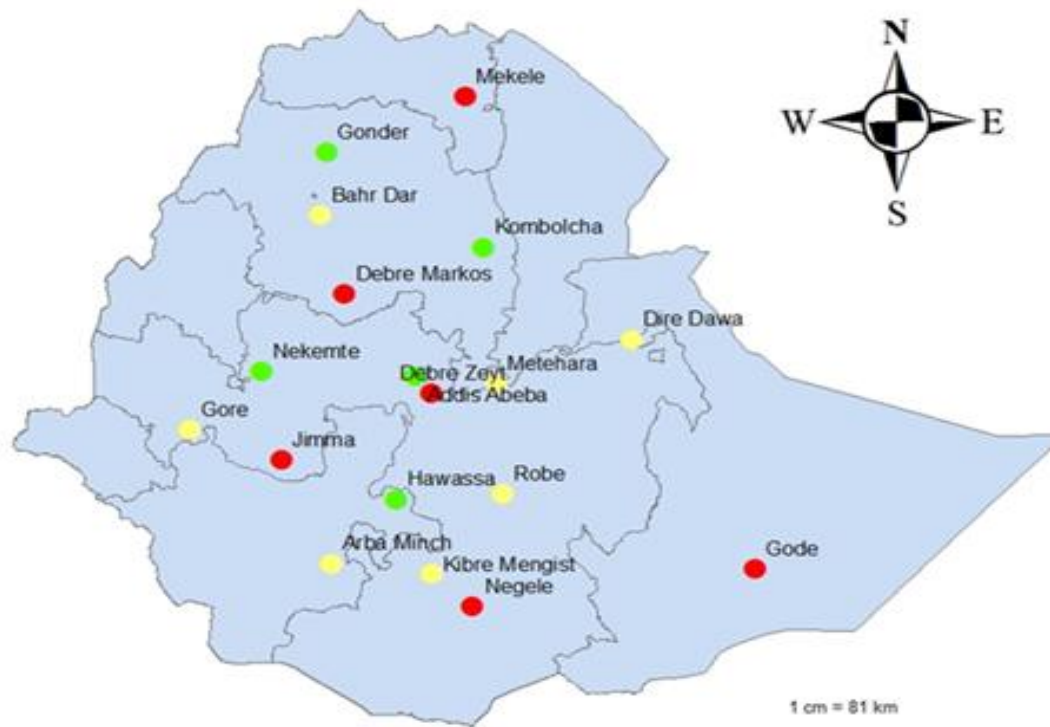 N
Mekele
W
E
Gonder
Bahr Dar
S
Kombolcha
Debre Markos
Dire Dawa
Nekemte
Metehara
Debre Zeyt
Addis Abeba
Gore
Jimma
Hawassa
Robe
Arba Minch
Gode
Kibre Mengist
Negele
1 cm = 81 km